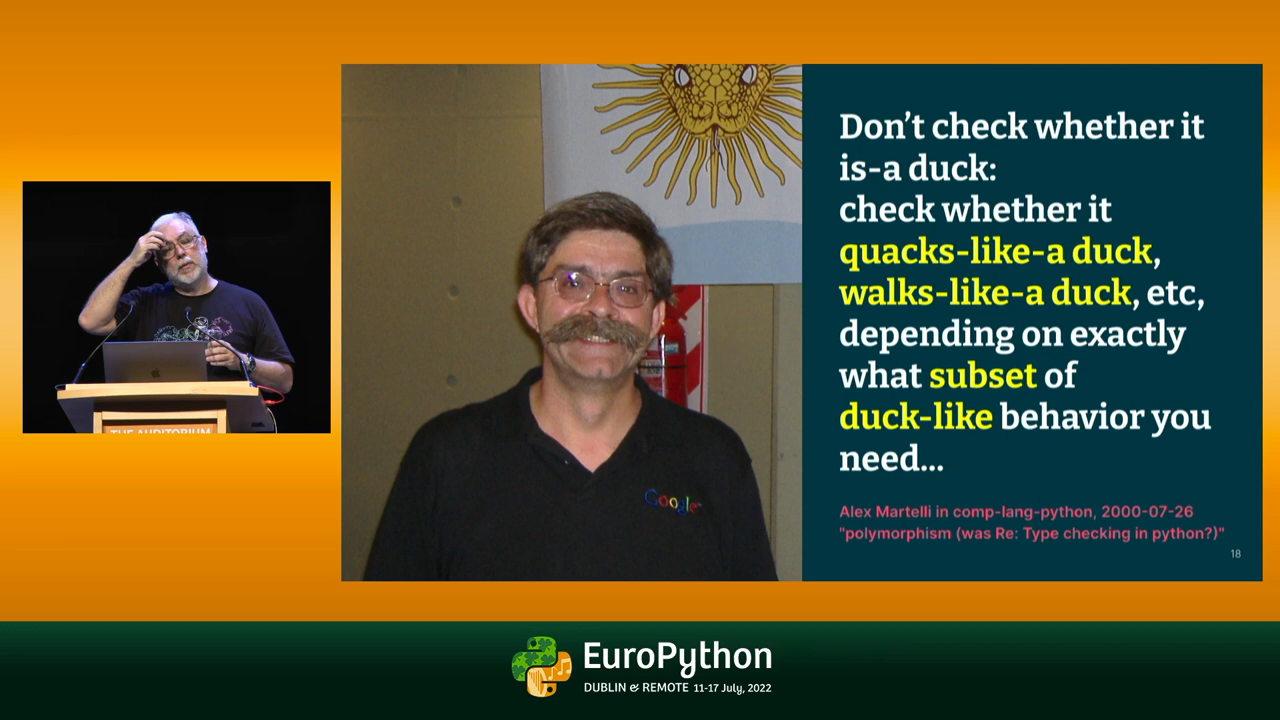 Don't check whether it
is-a duck:
check whether it
quacks-like-a duck,
walks-like-a duck, etc,
depending on exactly
what subset of
duck-like behavior you
need...
Alex Martelli in comp-lang-python, 2000-07-26
"polymorphism (was Re: Type checking in python?)"
18
Google
THE AUDITORIUM
EuroPython
DUBLIN & REMOTE 11-17 July, 2022